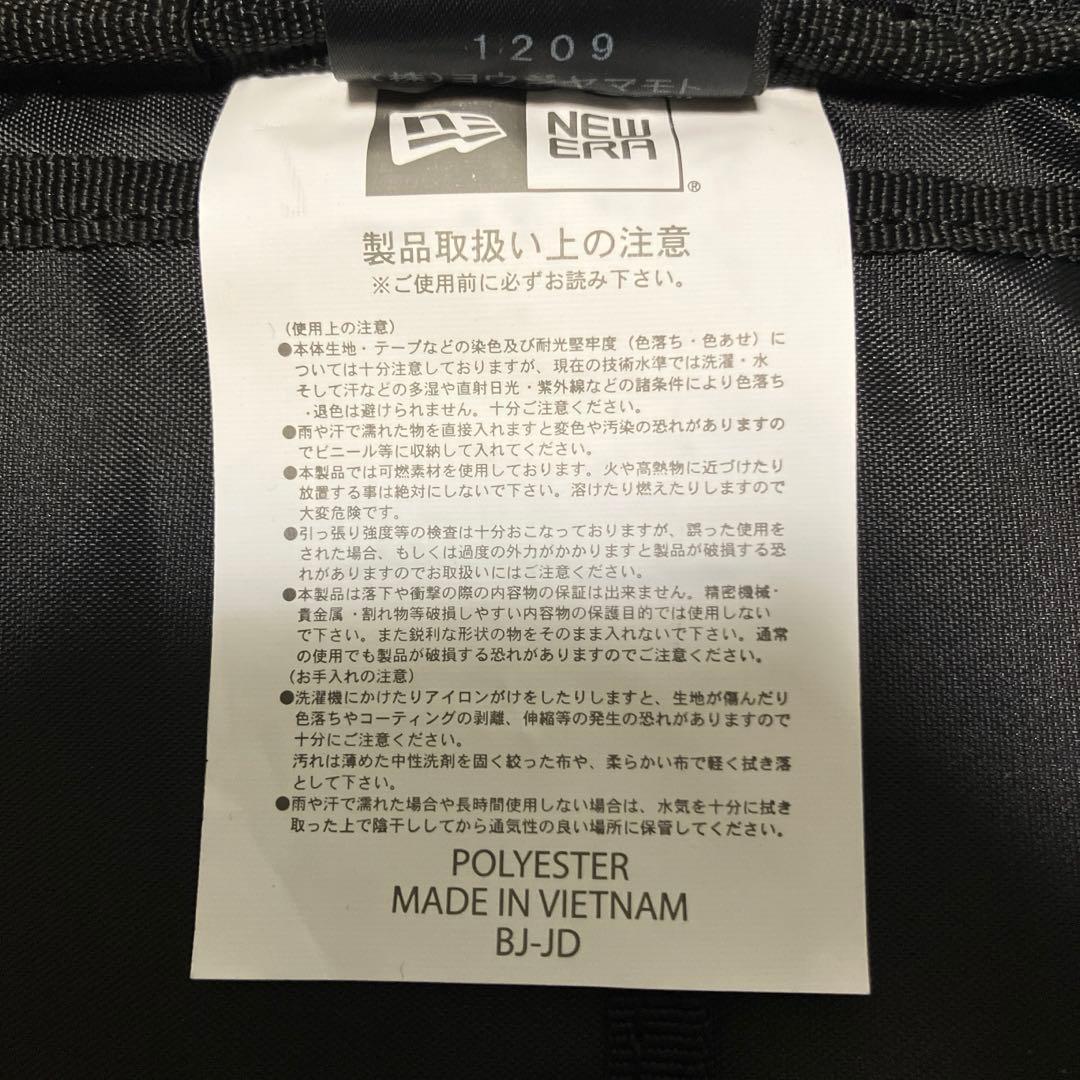 1209
(株)ヨウジヤマモト
NEW ERA
®
製品取扱い上の注意
※ご使用前に必ずお読み下さい。
(使用上の注意)
●本体生地・テープなどの染色及び耐光堅牢度(色落ち・色あせ)に
ついては十分注意しておりますが、現在の技術水準では洗濯・水
そして汗などの多湿や直射日光・紫外線などの諸条件により色落ち
・退色は避けられません。十分ご注意ください。
●雨や汗で濡れた物を直接入れますと変色や汚染の恐れがありますの
でビニール等に収納して入れてください。
●本製品では可燃素材を使用しております。火や高熱物に近づけたり
放置する事は絶対にしないで下さい。溶けたり燃えたりしますので
大変危険です。
●引っ張り強度等の検査は十分おこなっておりますが、誤った使用を
された場合、もしくは過度の外力がかかりますと製品が破損する恐
れがありますのでお取扱いにはご注意ください。
●本製品は落下や衝撃の際の内容物の保証は出来ません。精密機械・
貴金属・割れ物等破損しやすい内容物の保護目的では使用しない
で下さい。また鋭利な形状の物をそのまま入れないで下さい。通常
の使用でも製品が破損する恐れがありますのでご注意ください。
(お手入れの注意)
●洗濯機にかけたりアイロンがけをしたりしますと、生地が傷んだり
色落ちやコーティングの剥離、伸縮等の発生の恐れがありますので
十分にご注意ください。
汚れは薄めた中性洗剤を固く絞った布や、柔らかい布で軽く拭き落
として下さい。
●雨や汗で濡れた場合や長時間使用しない場合は、水気を十分に拭き
取った上で陰干ししてから通気性の良い場所に保管してください。
POLYESTER
MADE IN VIETNAM
BJ-JD